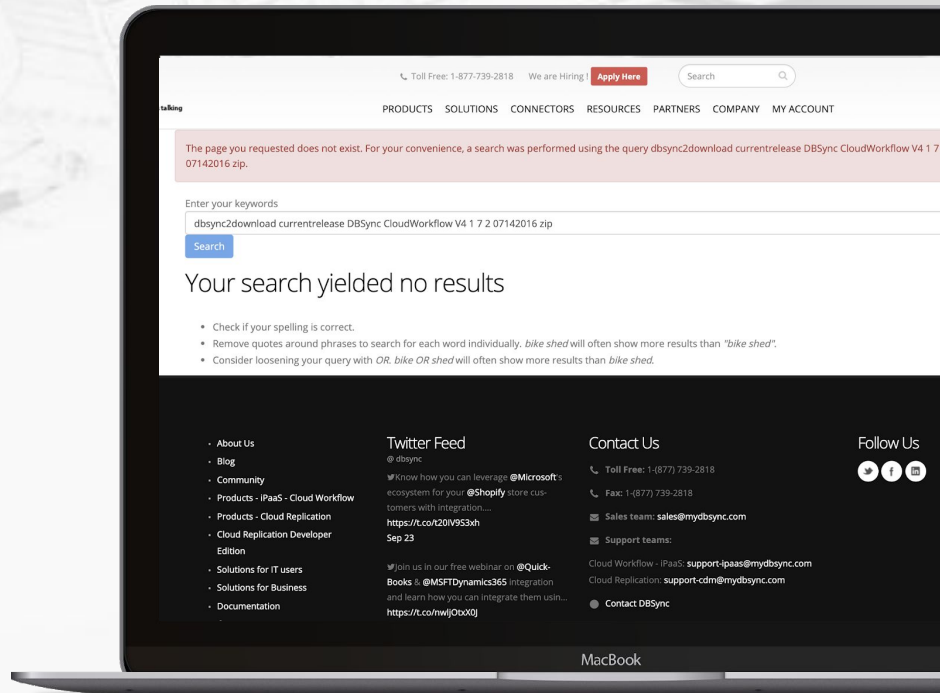 Toll Free: 1-877-739-2818 We are Hiring ! Apply Here Search
talking
PRODUCTS SOLUTIONS CONNECTORS RESOURCES PARTNERS COMPANY MY ACCOUNT
The page you requested does not exist. For your convenience, a search was performed using the query dbsync2download currentrelease DBSync CloudWorkflow V4 1 7
07142016 zip.
Enter your keywords
dbsync2download currentrelease DBSync CloudWorkflow V4 1 7 2 07142016 zip
Search
Your search yielded no results
• Check if your spelling is correct.
• Remove quotes around phrases to search for each word individually. bike shed will often show more results than "bike shed".
• Consider loosening your query with OR. bike OR shed will often show more results than bike shed.
• About Us
• Blog
• Community
• Products - iPaaS - Cloud Workflow
• Products - Cloud Replication
• Cloud Replication Developer
Edition
• Solutions for IT users
• Solutions for Business
• Documentation
Twitter Feed
@ dbsync
Know how you can leverage @Microsoft's
ecosystem for your @Shopify store cus-
tomers with integration....
https://t.co/t20IV9S3xh
Sep 23
Join us in our free webinar on @Quick-
Books & @MSFTDynamics365 integration
and learn how you can integrate them usin...
https://t.co/nwljOtxX0J
Contact Us
Toll Free: 1-(877) 739-2818
Fax: 1-(877) 739-2818
Sales team: sales@mydbsync.com
Support teams:
Cloud Workflow - iPaaS: support-ipaas@mydbsync.com
Cloud Replication: support-cdm@mydbsync.com
Contact DBSync
Follow Us
MacBook